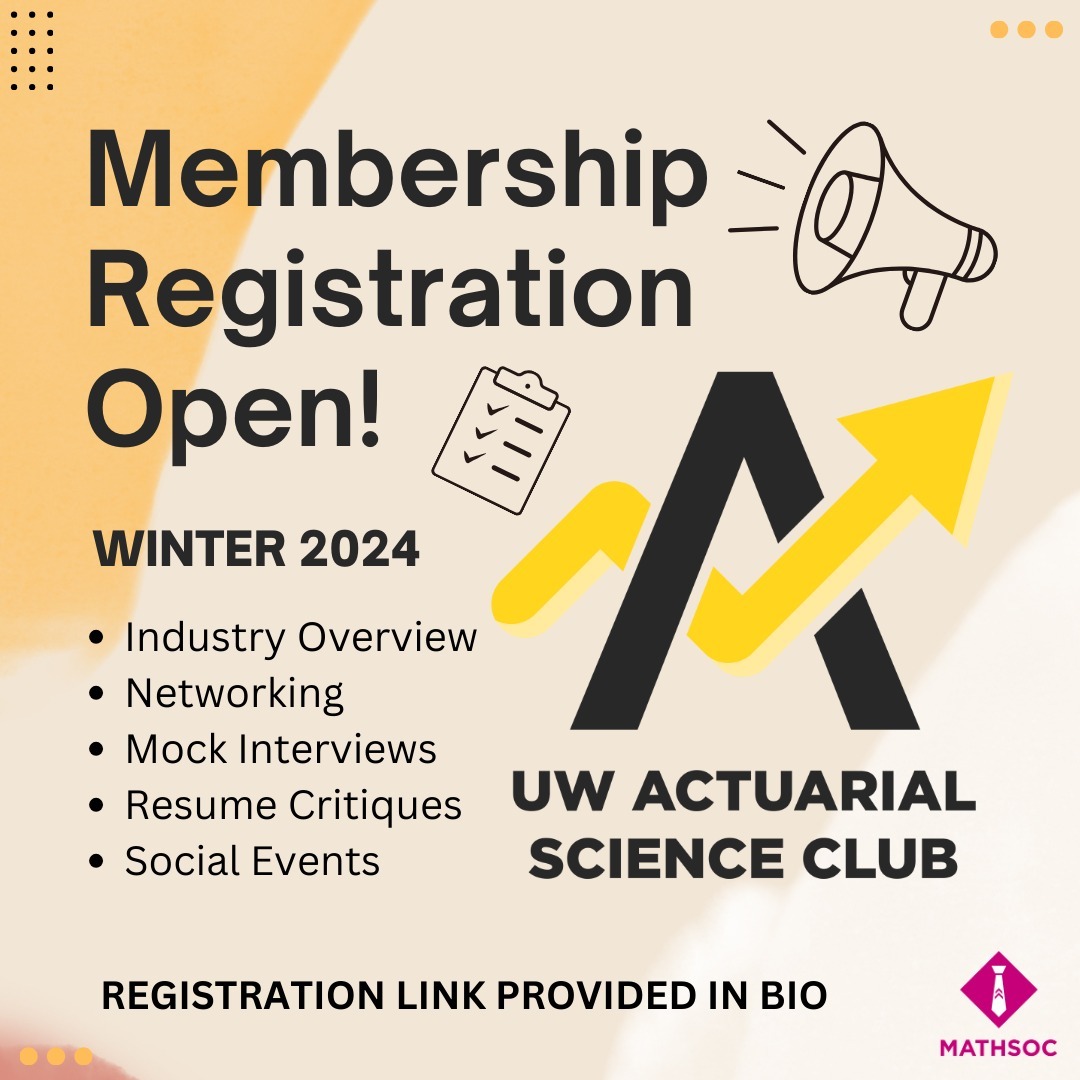 Membership
Registration
Open!
WINTER 2024
• Industry Overview
• Networking
• Mock Interviews
• Resume Critiques
• Social Events
UW ACTUARIAL
SCIENCE CLUB
REGISTRATION LINK PROVIDED IN BIO
MATHSOC